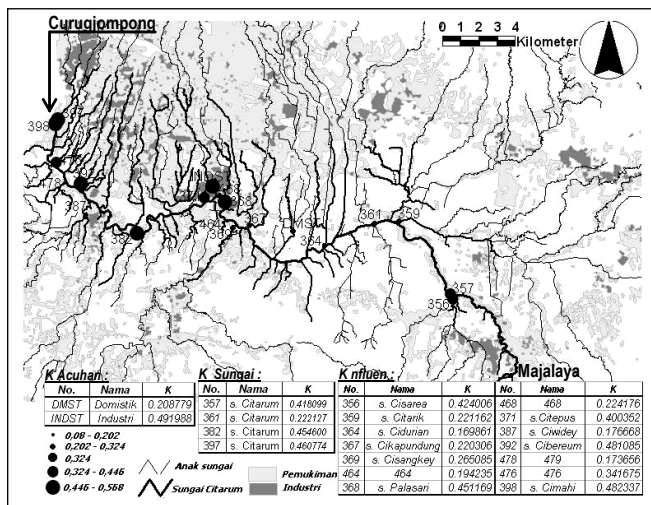 Curugjompong
0 1 2 3 4
Kilometer
398
387
INDST
DMST
364
361
359
357
356
Majalaya
K Acuhan :
No. Nama K
DMST Domistik 0.208779
INDST Industri 0.491988
0,08 - 0,202
0,202 - 0,324
0,324
0,324 - 0,446
0,446 - 0,568
K Sungai :
No. Nama K
357 s. Citarum 0.418099
361 s. Citarum 0.222127
382 s. Citarum 0.454600
397 s. Citarum 0.460774
Anak sungai
Sungai Citarum
Pemukiman
Industri
K nfluen :
No. Nama K No. Nama K
356 s. Cisarea 0.424006 468 468 0.224176
359 s. Citarik 0.221162 371 s.Citepus 0.400352
364 s. Cidurian 0.169861 387 s. Ciwidey 0.176668
367 s. Cikapundung 0.220306 392 s. Cibereum 0.481085
369 s. Cisangkey 0.265085 478 479 0.173656
464 464 0.194235 476 476 0.341675
368 s. Palasari 0.451169 398 s. Cimahi 0.482337